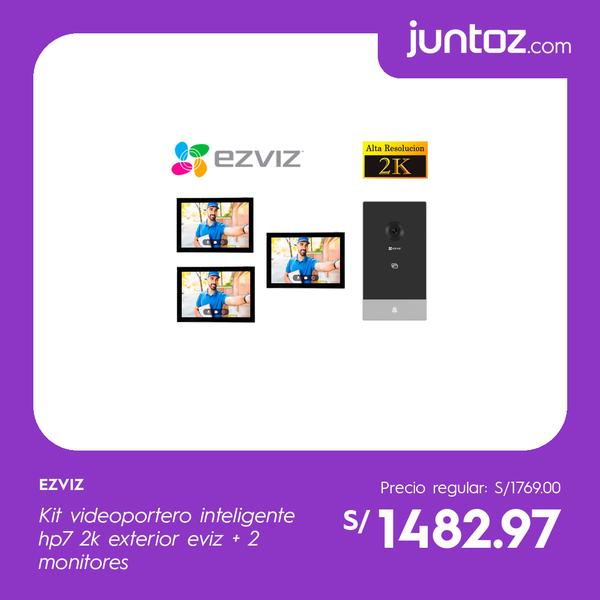 juntoz.com
ezviz
Alta Resolucion
2K
EZVIZ
Kit videoportero inteligente
hp7 2k exterior eviz + 2
monitores
Precio regular: S/1769.00
S/1482.97